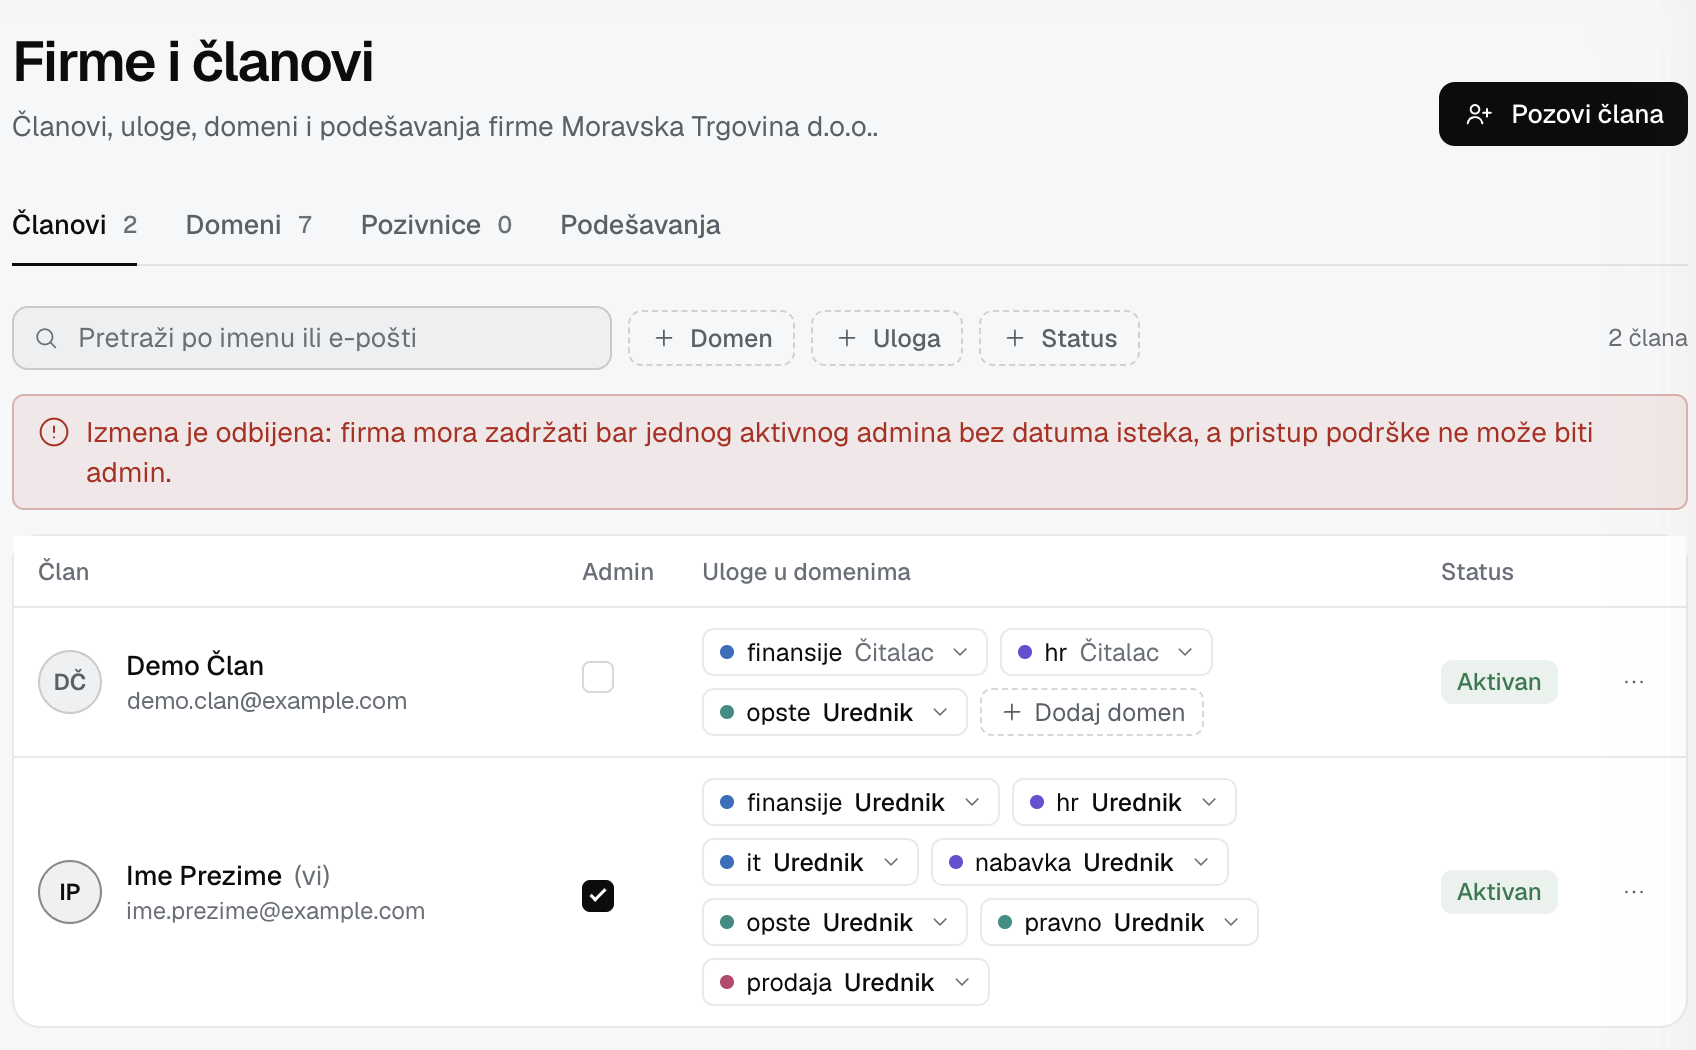 Firme i članovi
Članovi, uloge, domeni i podešavanja firme Moravska Trgovina d.o.o..
Pozovi člana
Članovi 2 Domeni 7 Pozivnice 0 Podešavanja
Pretraži po imenu ili e-pošti + Domen + Uloga + Status 2 člana
Izmena je odbijena: firma mora zadržati bar jednog aktivnog admina bez datuma isteka, a pristup podrške ne može biti
admin.
Član Admin Uloge u domenima Status
DČ Demo Član
demo.clan@example.com
finansije Čitalac hr Čitalac
opste Urednik + Dodaj domen
Aktivan ...
IP Ime Prezime (vi)
ime.prezime@example.com
finansije Urednik hr Urednik
it Urednik nabavka Urednik
opste Urednik pravno Urednik
prodaja Urednik
Aktivan ...